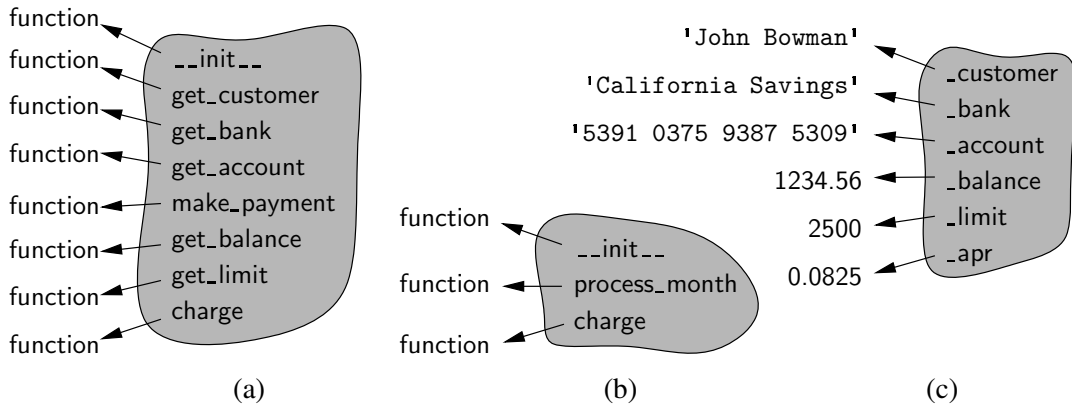 function
function
function
function
function
function
function
function
__init__
get_customer
get_bank
get_account
make_payment
get_balance
get_limit
charge
(a)
function
function
function
__init__
process_month
charge
(b)
'John Bowman'
'California Savings'
'5391 0375 9387 5309'
1234.56
2500
0.0825
_customer
_bank
_account
_balance
_limit
_apr
(c)